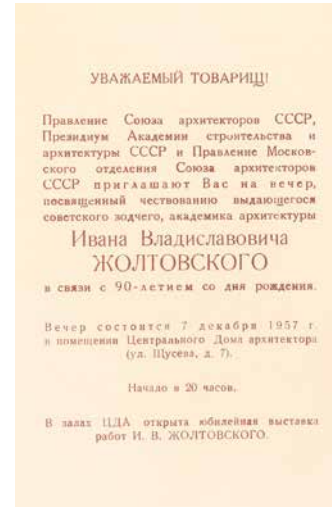 УВАЖАЕМЫЙ ТОВАРИЩ!
Правление Союза архитекторов СССР,
Президиум Академии строительства и
архитектуры СССР и Правление Москов-
ского отделения Союза архитекторов
СССР приглашают Вас на вечер,
посвященный чествованию выдающегося
советского зодчего, академика архитектуры
Ивана Владиславовича
ЖОЛТОВСКОГО
в связи с 90-летием со дня рождения.
Вечер состоится 7 декабря 1957 г.
в помещении Центрального Дома архитектора
(ул. Щусева, д. 7).
Начало в 20 часов.
В залах ЦДА открыта юбилейная выставка
работ И. В. ЖОЛТОВСКОГО.